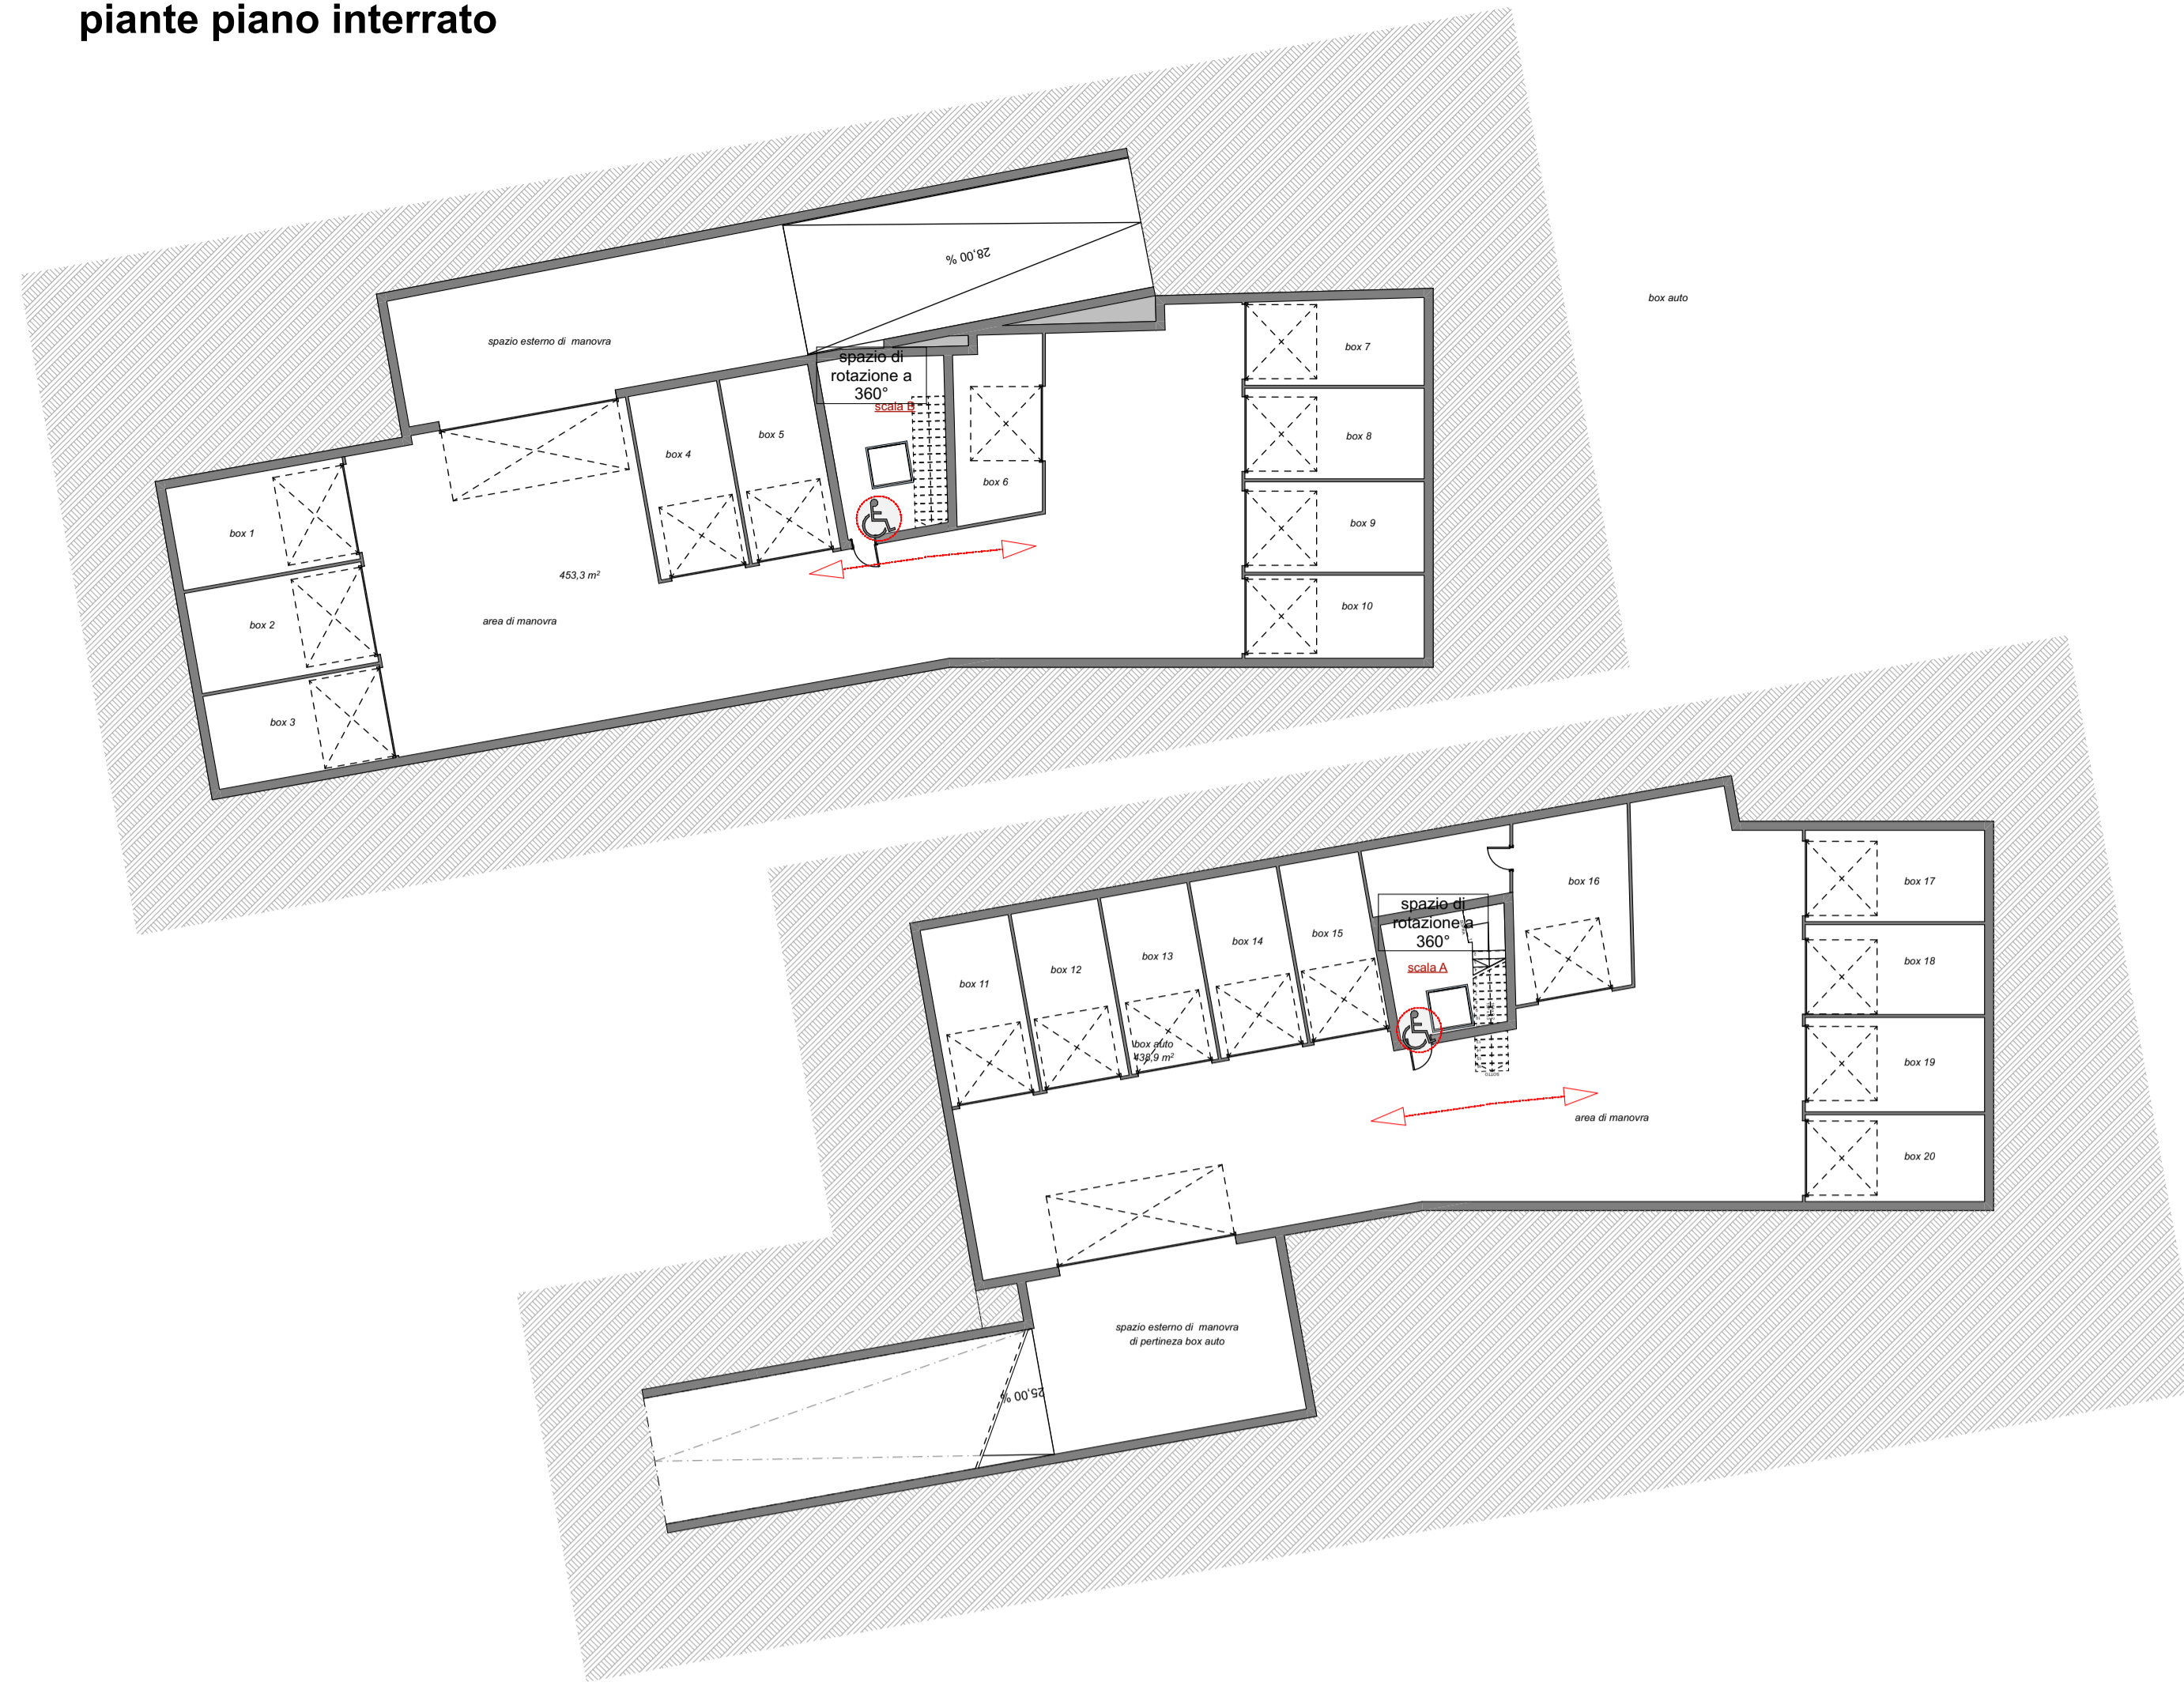 piante piano interrato
28,00 %
box auto
spazio esterno di manovra
spazio di
rotazione a
360°
scala B
box 7
box 8
box 5
box 4
box 6
box 9
box 1
453,3 m²
box 10
box 2
area di manovra
box 3
box 16
box 17
spazio di
rotazione a
360°
box 15
box 14
box 13
box 12
box 11
scala A
box 18
box auto
438,9 m²
box 19
area di manovra
box 20
spazio esterno di manovra
di pertineza box auto
25,00 %